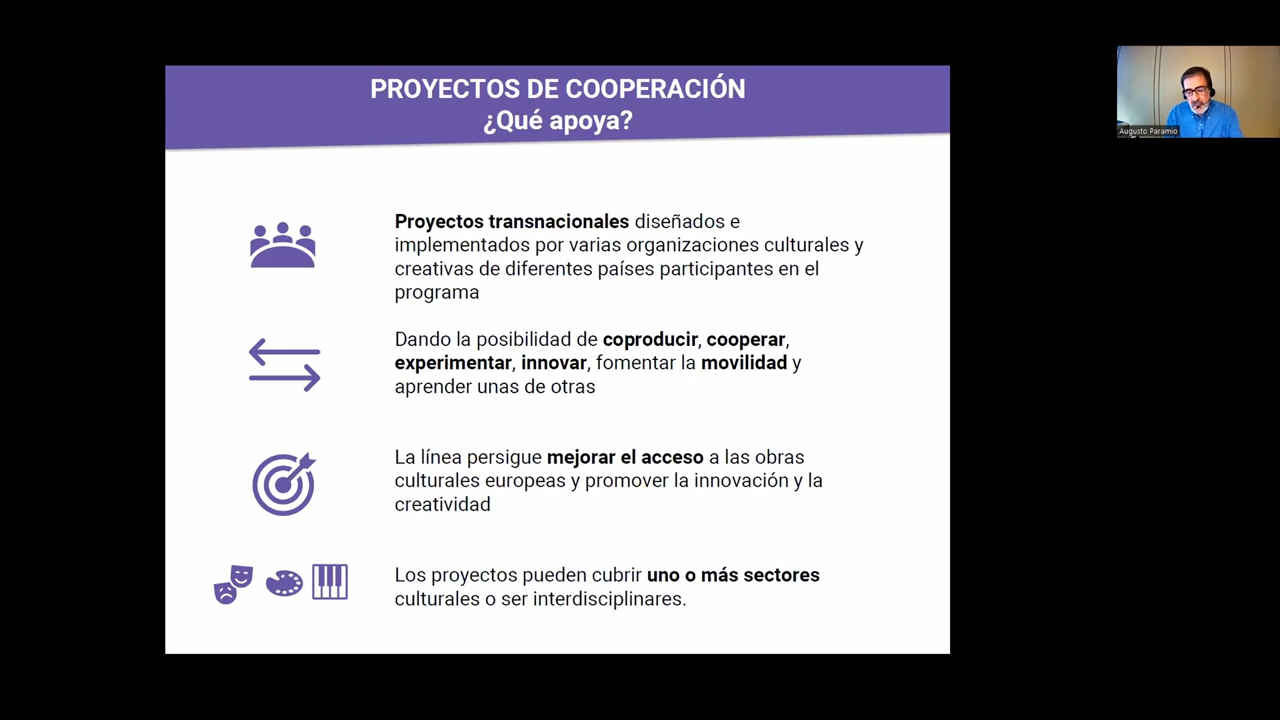 PROYECTOS DE COOPERACIÓN
¿Qué apoya?
Proyectos transnacionales diseñados e
implementados por varias organizaciones culturales y
creativas de diferentes países participantes en el
programa
Dando la posibilidad de coproducir, cooperar,
experimentar, innovar, fomentar la movilidad y
aprender unas de otras
La línea persigue mejorar el acceso a las obras
culturales europeas y promover la innovación y la
creatividad
Los proyectos pueden cubrir uno o más sectores
culturales o ser interdisciplinares.
Augusto Paramio